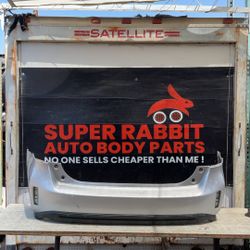 SATELLITE
SUPER RABBIT
AUTO BODY PARTS
NO ONE SELLS CHEAPER THAN ME !